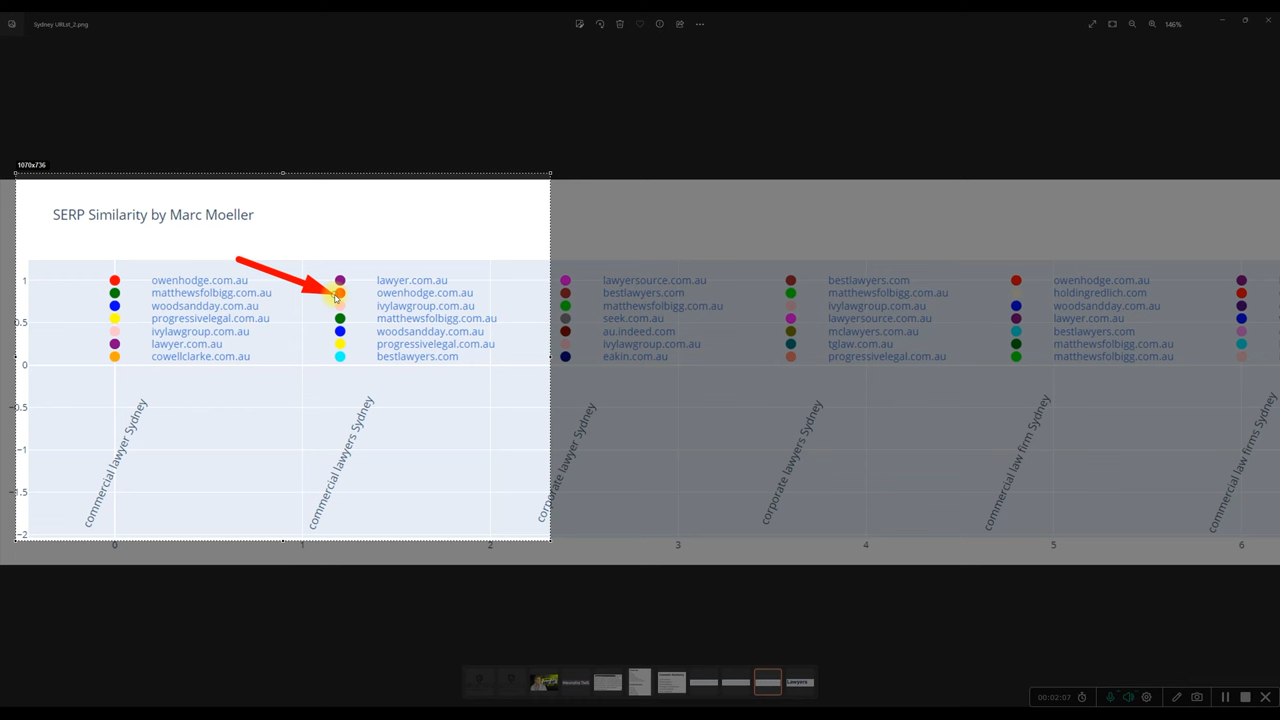 Sydney URLst_2.png
146%
1070x736
SERP Similarity by Marc Moeller
owenhodge.com.au
matthewsfolbigg.com.au
woodsandday.com.au
progressivelegal.com.au
ivylawgroup.com.au
lawyer.com.au
cowellclarke.com.au
lawyer.com.au
owenhodge.com.au
ivylawgroup.com.au
matthewsfolbigg.com.au
woodsandday.com.au
progressivelegal.com.au
bestlawyers.com
lawyersource.com.au
bestlawyers.com
matthewsfolbigg.com.au
seek.com.au
au.indeed.com
ivylawgroup.com.au
eakin.com.au
bestlawyers.com
matthewsfolbigg.com.au
ivylawgroup.com.au
lawyersource.com.au
mclawyers.com.au
tglaw.com.au
progressivelegal.com.au
owenhodge.com.au
holdingredlich.com
woodsandday.com.au
lawyer.com.au
bestlawyers.com
matthewsfolbigg.com.au
matthewsfolbigg.com.au
1
0.5
0
−0.5
−1
−1.5
−2
commercial lawyer Sydney
commercial lawyers Sydney
corporate lawyer Sydney
corporate lawyers Sydney
commercial law firm Sydney
commercial law firms Sydney
0 1 2 3 4 5 6
Lawyers
00:02:07